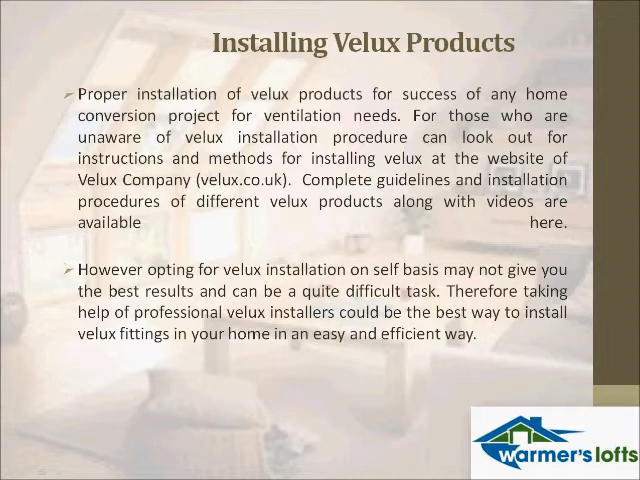 Installing Velux Products
Proper installation of velux products for success of any home
conversion project for ventilation needs. For those who are
unaware of velux installation procedure can look out for
instructions and methods for installing velux at the website of
Velux Company (velux.co.uk). Complete guidelines and installation
procedures of different velux products along with videos are
available here.
However opting for velux installation on self basis may not give you
the best results and can be a quite difficult task. Therefore taking
help of professional velux installers could be the best way to install
velux fittings in your home in an easy and efficient way.
warmer's lofts